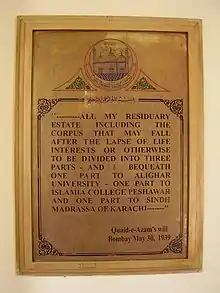 "--------ALL MY RESIDUARY
ESTATE INCLUDING THE
CORPUS THAT MAY FALL
AFTER THE LAPSE OF LIFE
INTERESTS OR OTHERWISE
TO BE DIVIDED INTO THREE
PARTS - AND I BEQUEATH
ONE PART TO ALIGHAR
UNIVERSITY - ONE PART TO
ISLAMIA COLLEGE PESHAWAR
AND ONE PART TO SINDH
MADRASSA OF KARACHI-------"
Quaid-e-Azam's will
Bombay May 30, 1939